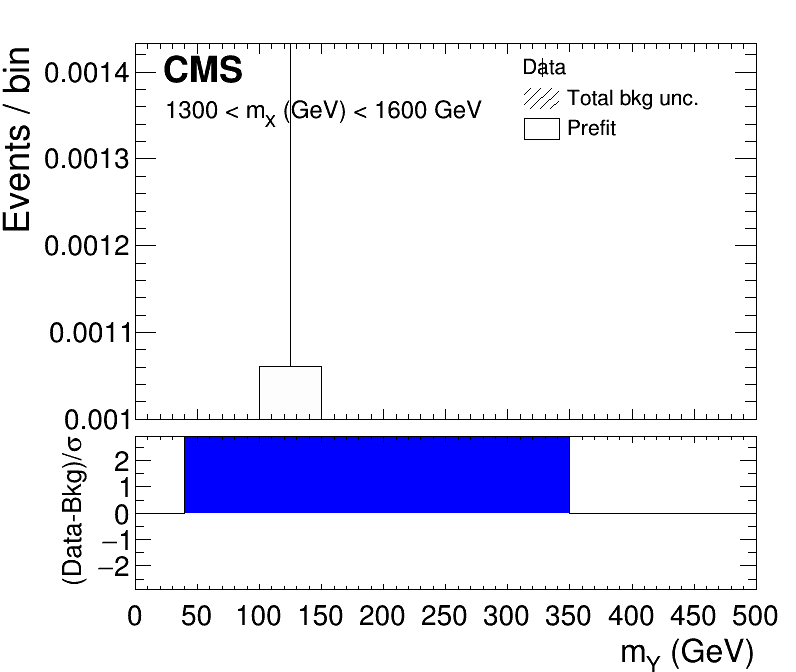 Events / bin
0.0014
0.0013
0.0012
0.0011
0.001
CMS
1300 < m_X (GeV) < 1600 GeV
Data
Total bkg unc.
Prefit
(Data-Bkg)/σ
2
1
0
−1
−2
0 50 100 150 200 250 300 350 400 450 500
m_Y (GeV)